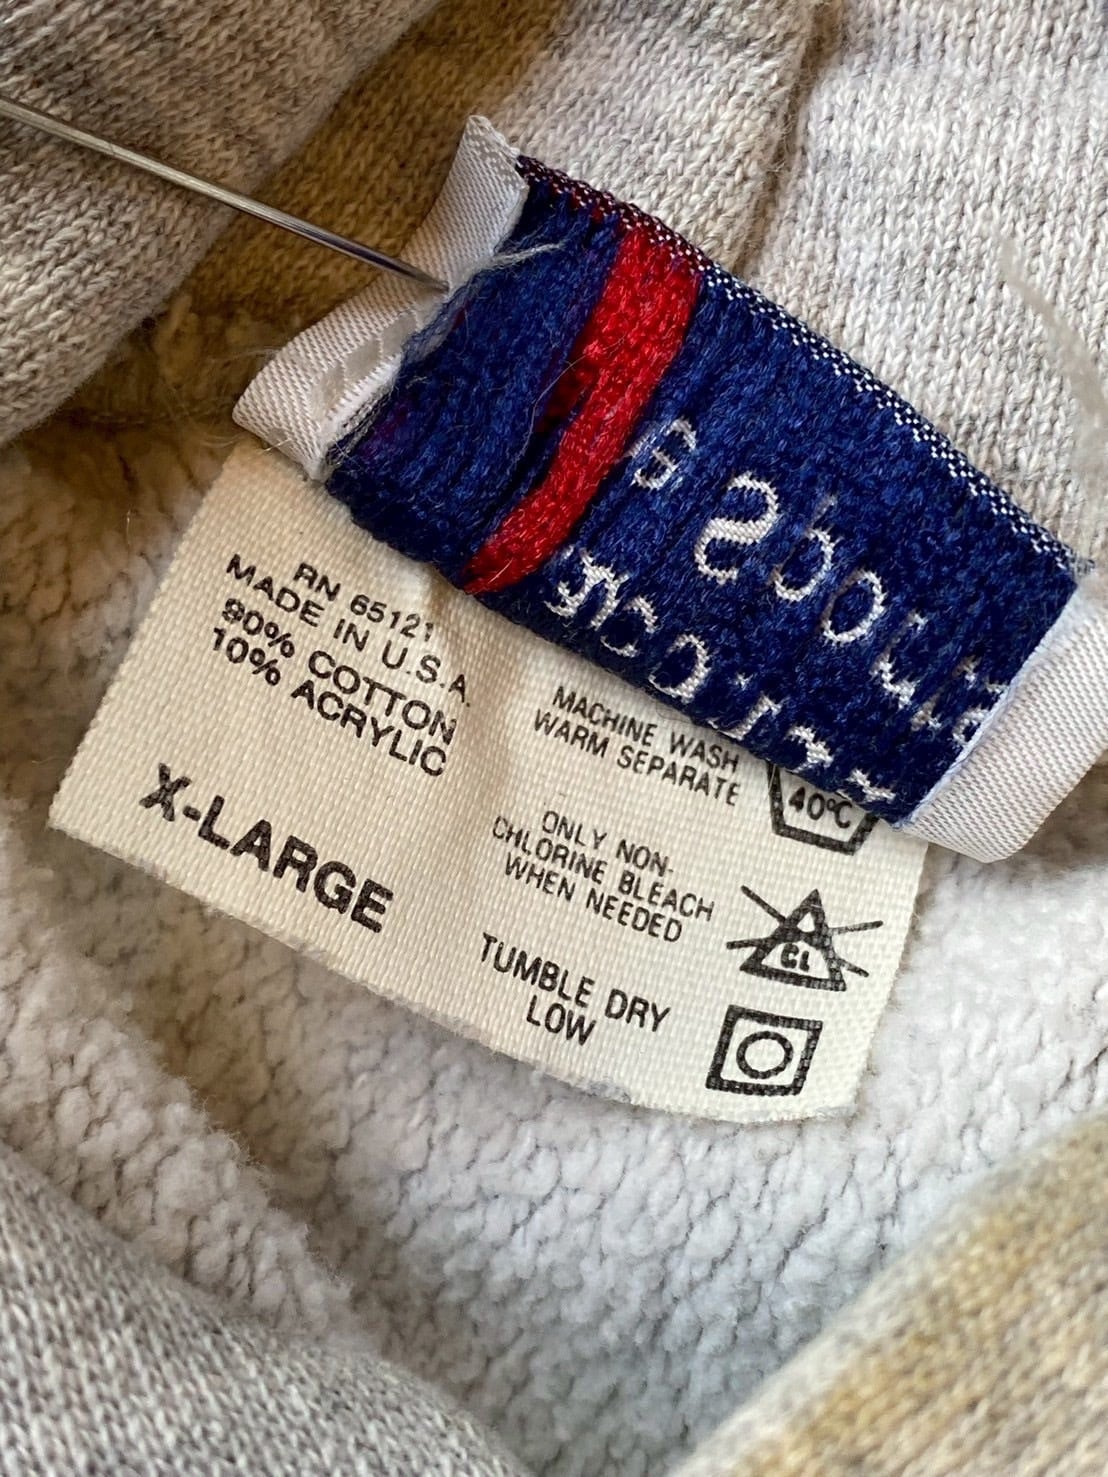 RN 65121
MADE IN U.S.A.
90% COTTON
10% ACRYLIC
X-LARGE
MACHINE WASH
WARM SEPARATE
40°C
ONLY NON-
CHLORINE BLEACH
WHEN NEEDED
CL
TUMBLE DRY
LOW